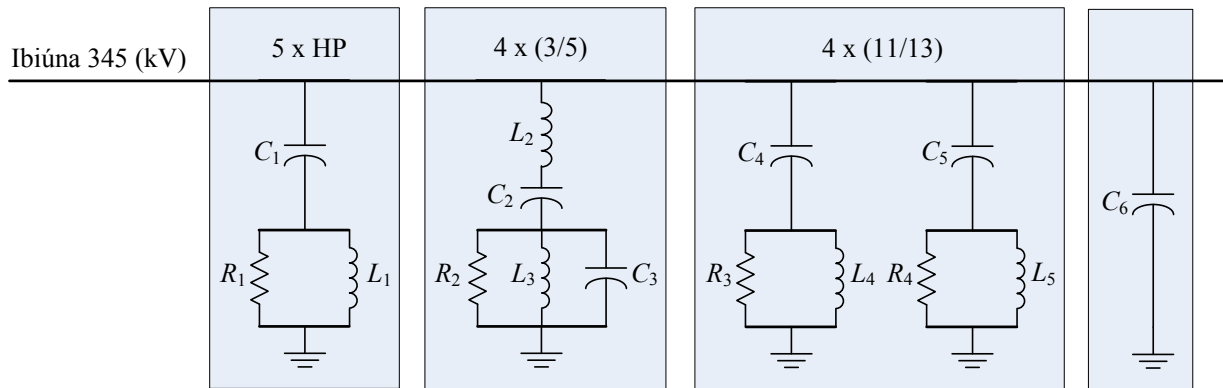 Ibiúna 345 (kV)
5 x HP
4 x (3/5)
4 x (11/13)
C1
R1
L1
L2
C2
R2
L3
C3
C4
R3
L4
C5
R4
L5
C6